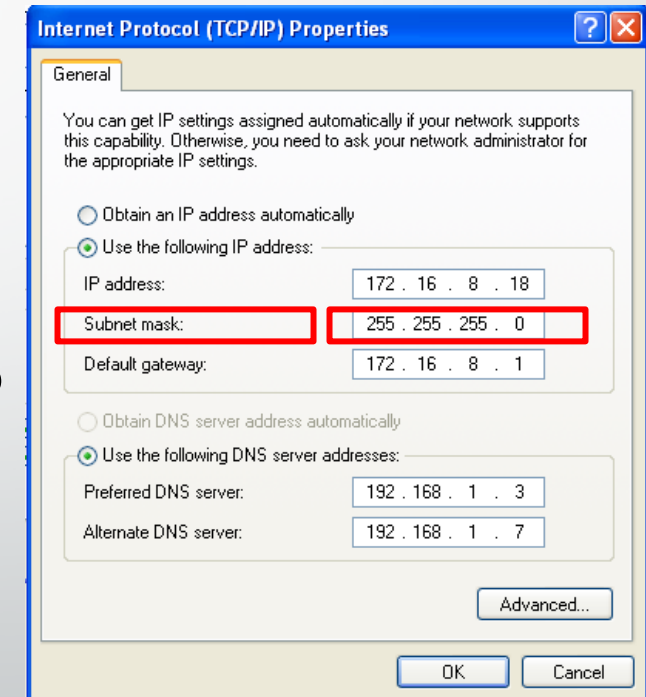 Internet Protocol (TCP/IP) Properties
General
You can get IP settings assigned automatically if your network supports
this capability. Otherwise, you need to ask your network administrator for
the appropriate IP settings.
Obtain an IP address automatically
Use the following IP address:
IP address: 172 . 16 . 8 . 18
Subnet mask: 255 . 255 . 255 . 0
Default gateway: 172 . 16 . 8 . 1
Obtain DNS server address automatically
Use the following DNS server addresses:
Preferred DNS server: 192 . 168 . 1 . 3
Alternate DNS server: 192 . 168 . 1 . 7
Advanced...
OK Cancel